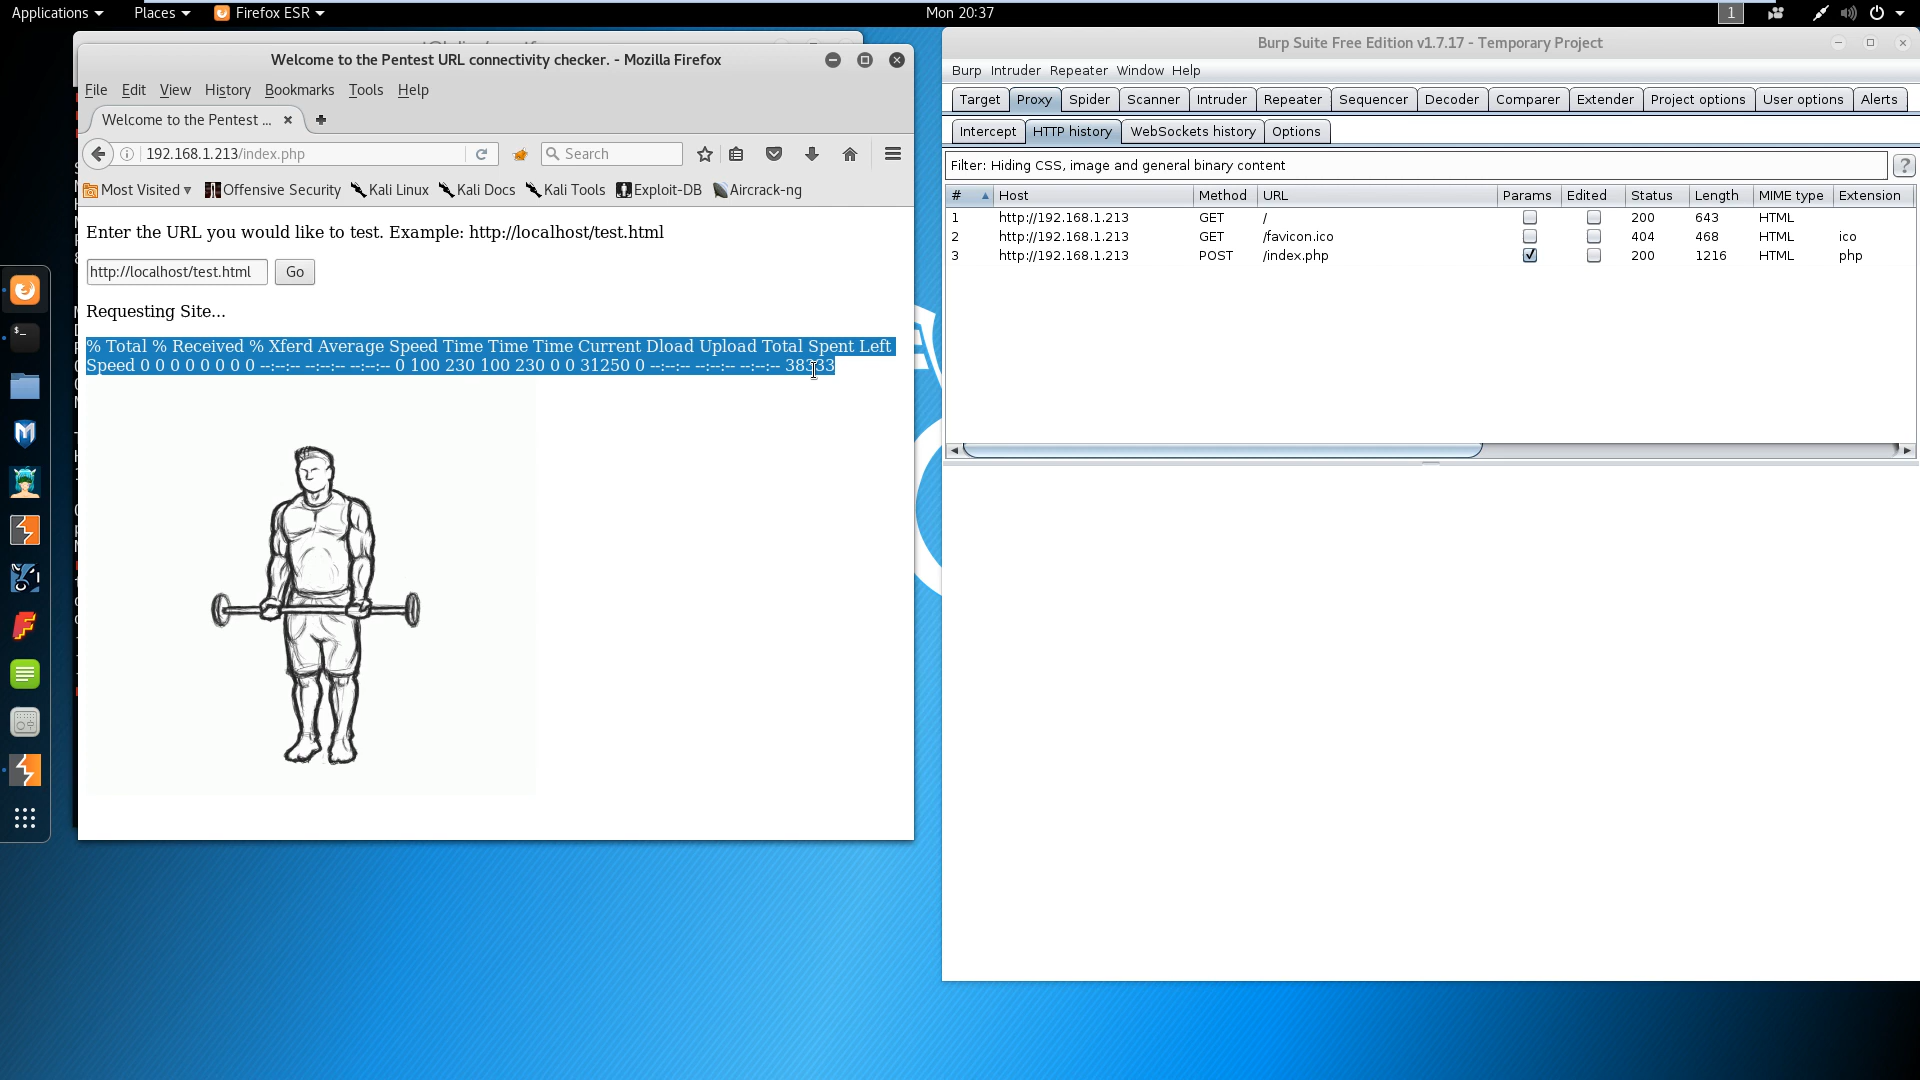 Applications Places Firefox ESR Mon 20:37 1
Welcome to the Pentest URL connectivity checker. - Mozilla Firefox
File Edit View History Bookmarks Tools Help
Welcome to the Pentest ...
192.168.1.213/index.php Search
Most Visited Offensive Security Kali Linux Kali Docs Kali Tools Exploit-DB Aircrack-ng
Enter the URL you would like to test. Example: http://localhost/test.html
http://localhost/test.html Go
Requesting Site...
% Total % Received % Xferd Average Speed Time Time Time Current Dload Upload Total Spent Left
Speed 0 0 0 0 0 0 0 0 --:--:-- --:--:-- --:--:-- 0 100 230 100 230 0 0 31250 0 --:--:-- --:--:-- --:--:-- 38333
Burp Suite Free Edition v1.7.17 - Temporary Project
Burp Intruder Repeater Window Help
Target Proxy Spider Scanner Intruder Repeater Sequencer Decoder Comparer Extender Project options User options Alerts
Intercept HTTP history WebSockets history Options
Filter: Hiding CSS, image and general binary content ?
# Host Method URL Params Edited Status Length MIME type Extension
1 http://192.168.1.213 GET / 200 643 HTML
2 http://192.168.1.213 GET /favicon.ico 404 468 HTML ico
3 http://192.168.1.213 POST /index.php 200 1216 HTML php